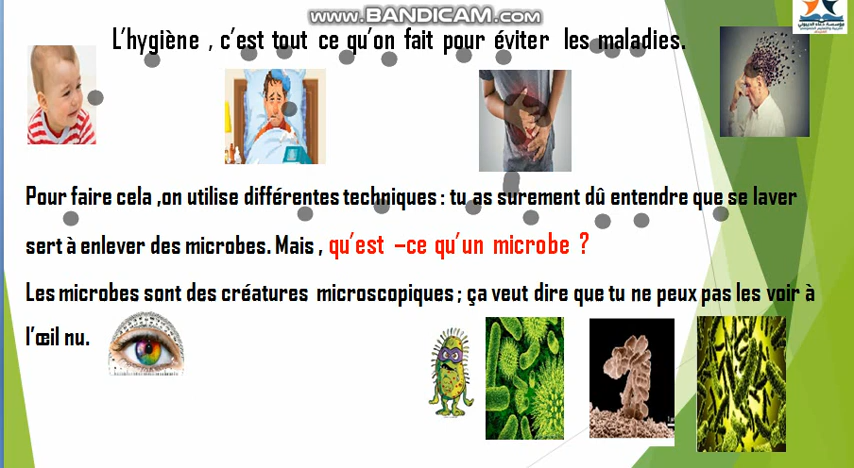 www.BANDICAM.com
L'hygiène , c'est tout ce qu'on fait pour éviter les maladies.
Pour faire cela ,on utilise différentes techniques : tu as surement dû entendre que se laver
sert à enlever des microbes. Mais , qu'est –ce qu'un microbe ?
Les microbes sont des créatures microscopiques ; ça veut dire que tu ne peux pas les voir à
l'œil nu.